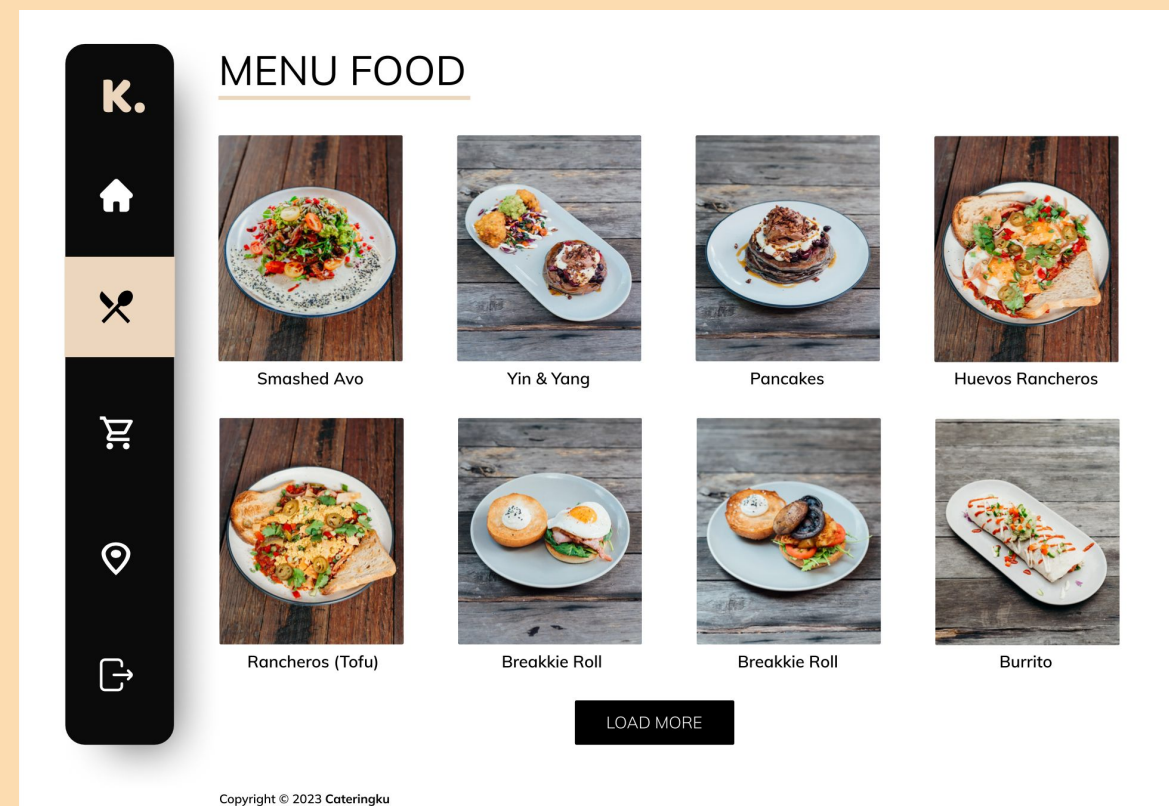 K.
MENU FOOD
Smashed Avo
Yin & Yang
Pancakes
Huevos Rancheros
Rancheros (Tofu)
Breakkie Roll
Breakkie Roll
Burrito
LOAD MORE
Copyright © 2023 Cateringku